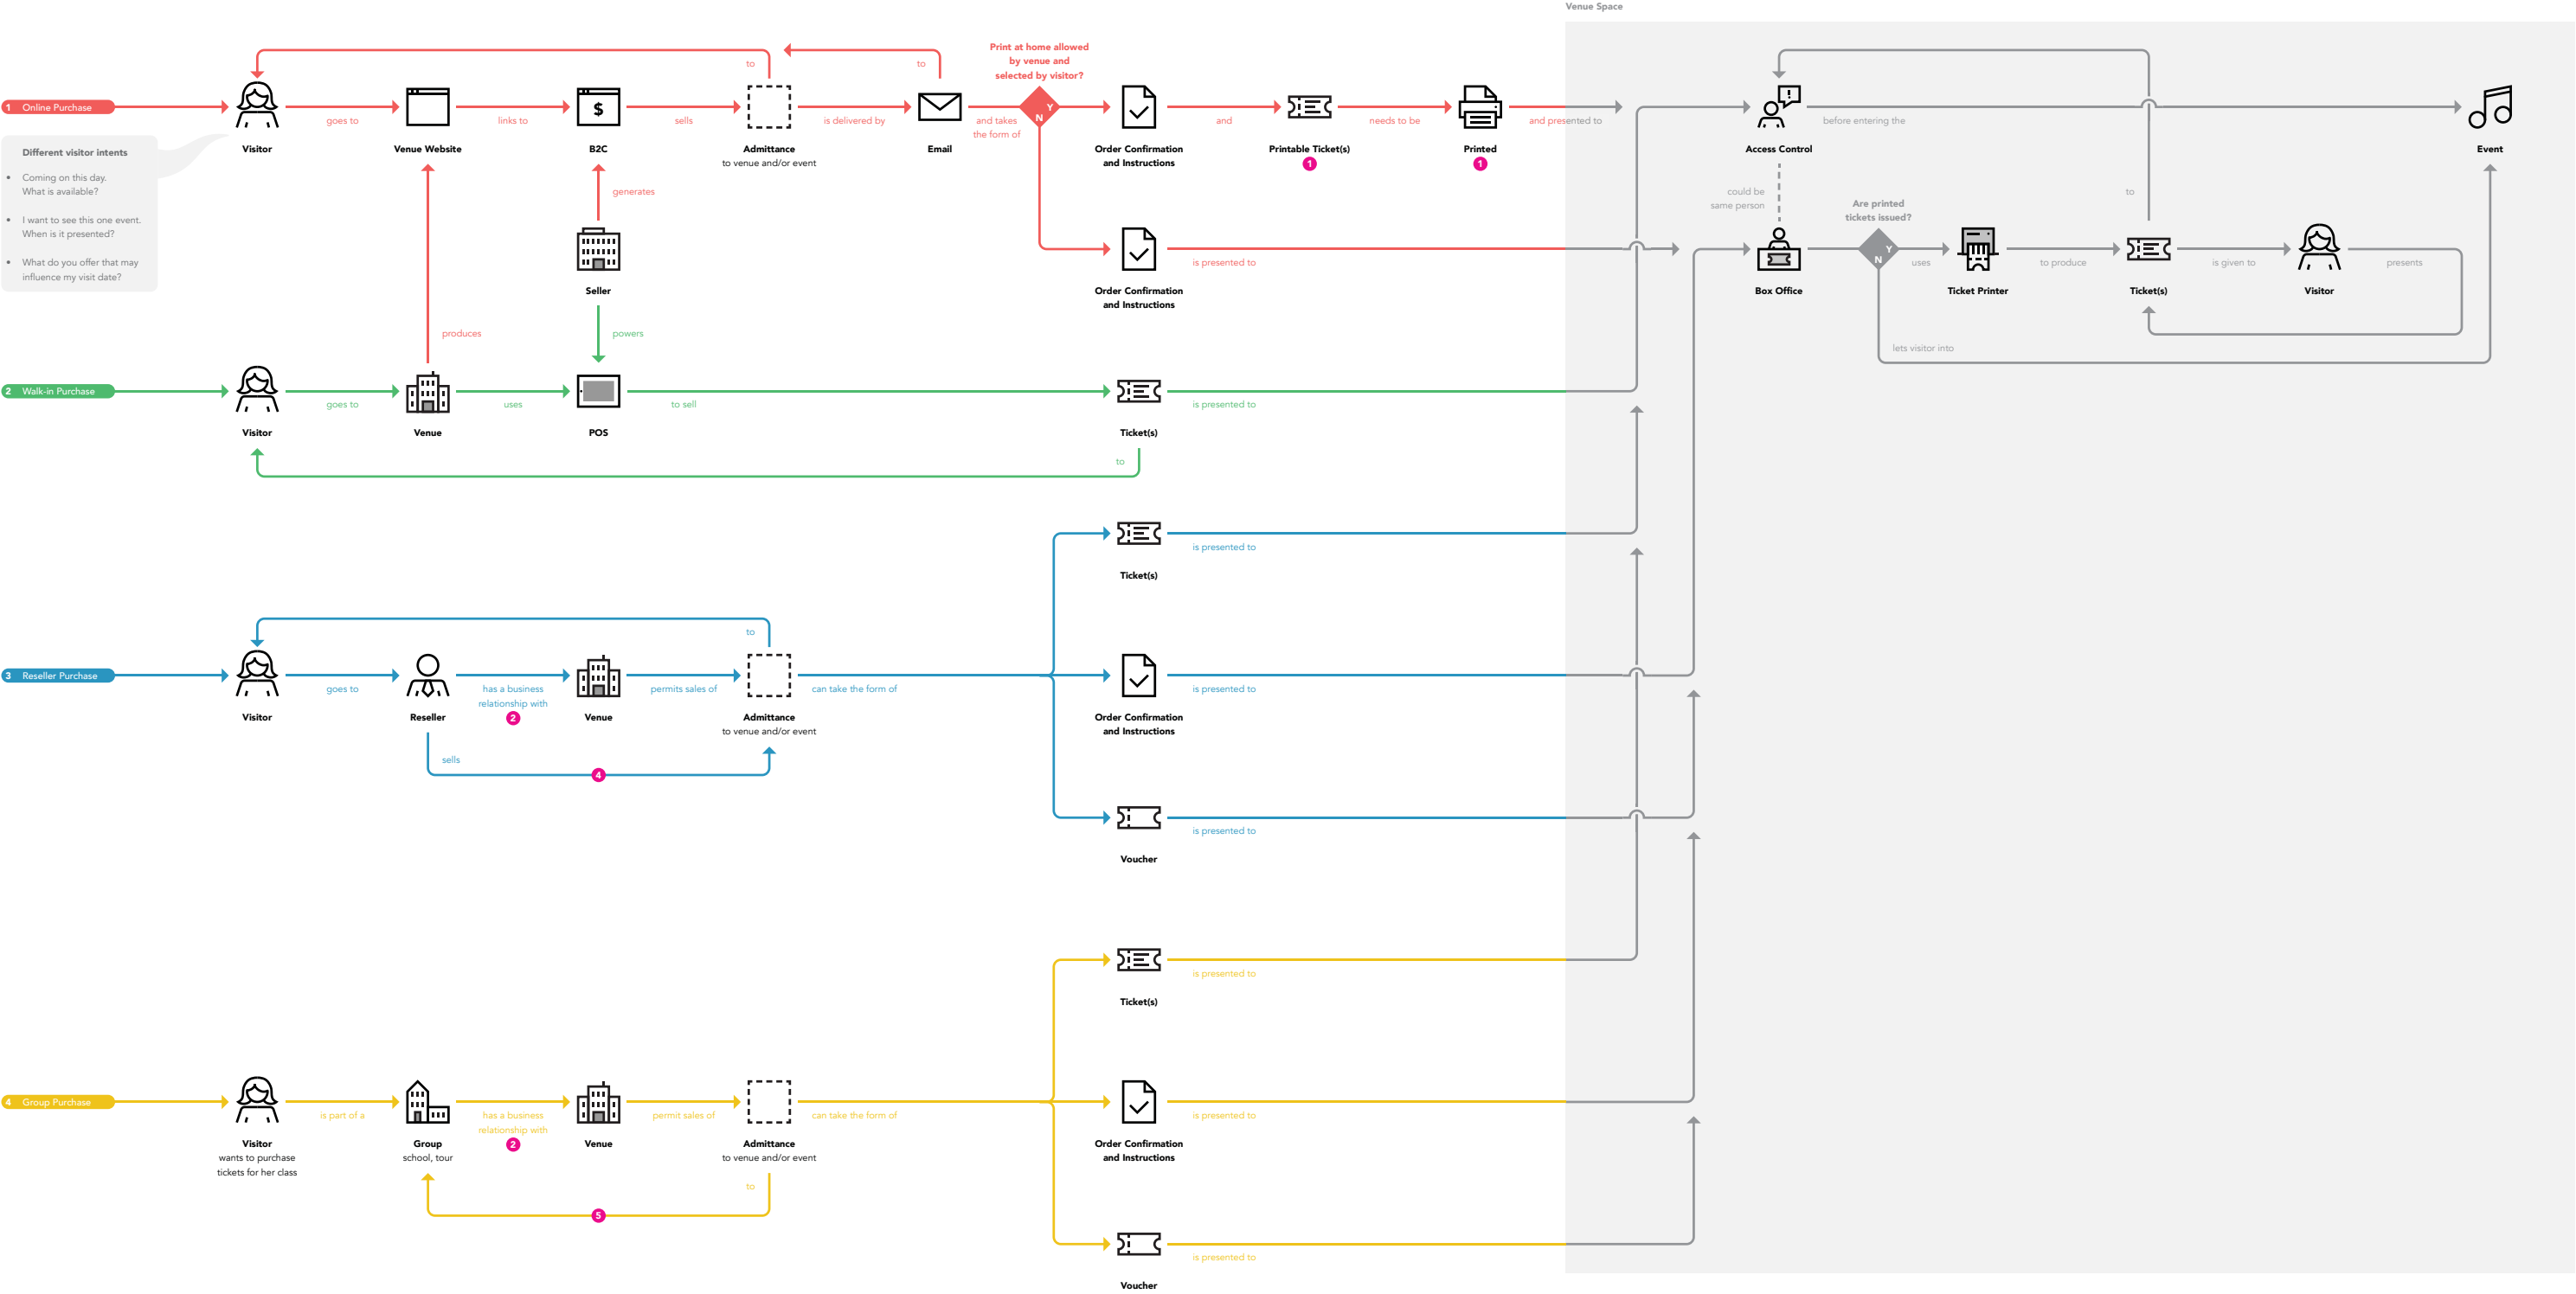 Venue Space
Print at home allowed
by venue and
selected by visitor?
to
to
1 Online Purchase
goes to
links to
sells
is delivered by
and takes
the form of
Y
N
and
needs to be
and presented to
before entering the
$
Visitor
Venue Website
B2C
Admittance
to venue and/or event
Email
Order Confirmation
and Instructions
Printable Ticket(s)
1
Printed
1
Access Control
Event
Different visitor intents
• Coming on this day.
What is available?
• I want to see this one event.
When is it presented?
• What do you offer that may
influence my visit date?
generates
could be
same person
Are printed
tickets issued?
to
Seller
is presented to
Order Confirmation
and Instructions
Box Office
Y
N
uses
Ticket Printer
to produce
Ticket(s)
is given to
Visitor
presents
produces
powers
lets visitor into
2 Walk-in Purchase
goes to
uses
to sell
is presented to
Visitor
Venue
POS
Ticket(s)
to
is presented to
Ticket(s)
to
3 Reseller Purchase
goes to
has a business
relationship with
2
permits sales of
can take the form of
is presented to
Visitor
Reseller
Venue
Admittance
to venue and/or event
Order Confirmation
and Instructions
sells
4
is presented to
Voucher
is presented to
Ticket(s)
4 Group Purchase
is part of a
has a business
relationship with
2
permit sales of
can take the form of
is presented to
Visitor
wants to purchase
tickets for her class
Group
school, tour
Venue
Admittance
to venue and/or event
Order Confirmation
and Instructions
to
5
is presented to
Voucher